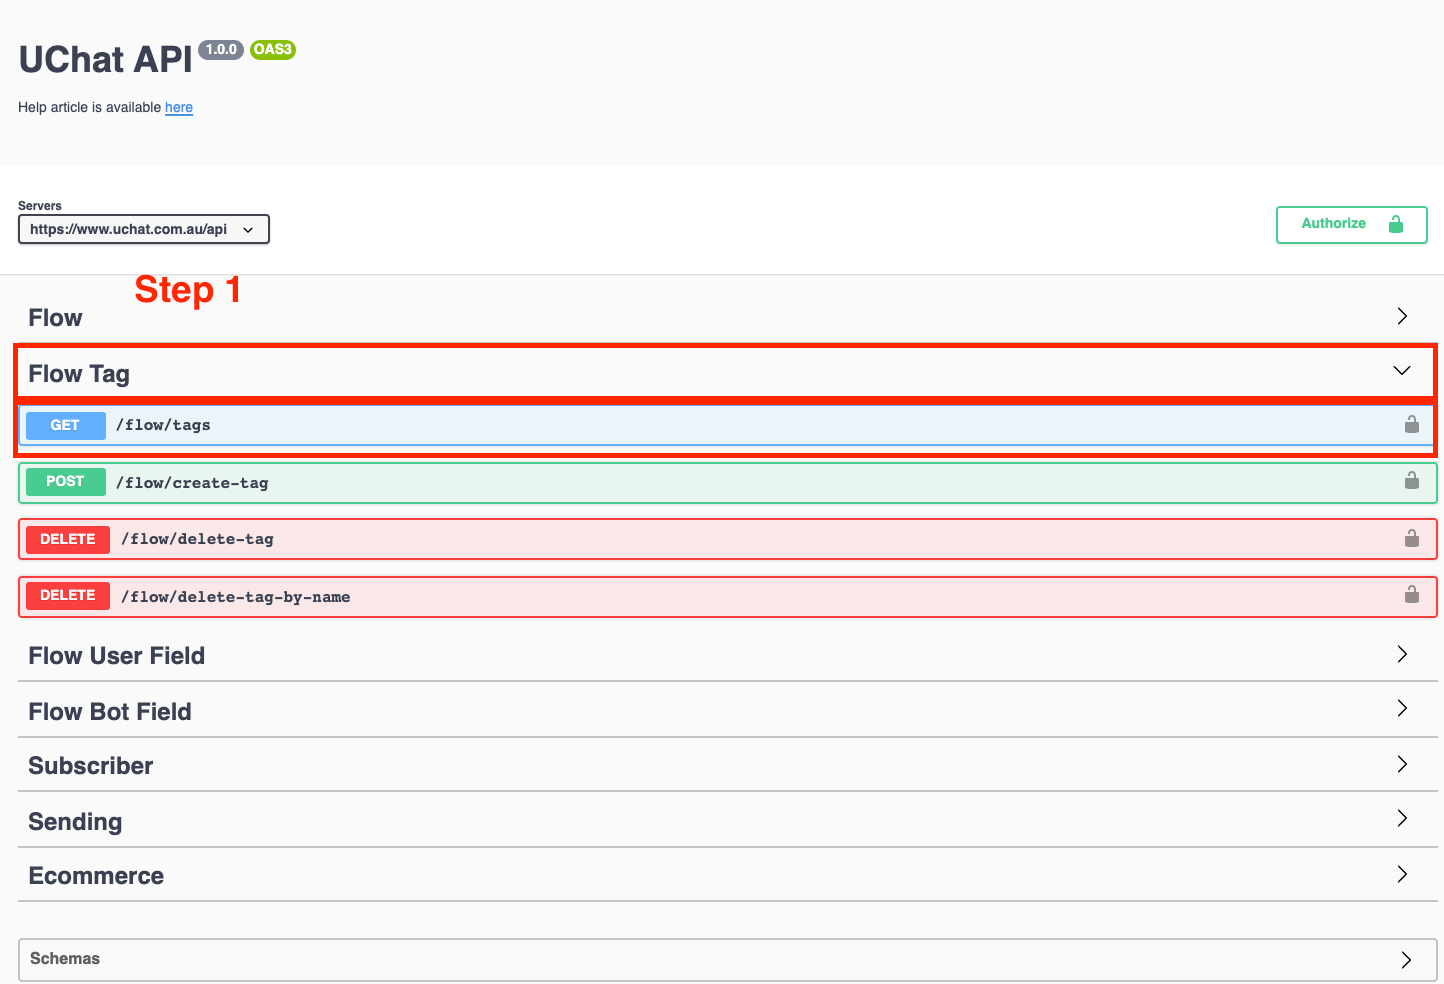 UChat API 1.0.0 OAS3
Help article is available here
Servers
https://www.uchat.com.au/api
Authorize
Step 1
Flow
Flow Tag
GET /flow/tags
POST /flow/create-tag
DELETE /flow/delete-tag
DELETE /flow/delete-tag-by-name
Flow User Field
Flow Bot Field
Subscriber
Sending
Ecommerce
Schemas